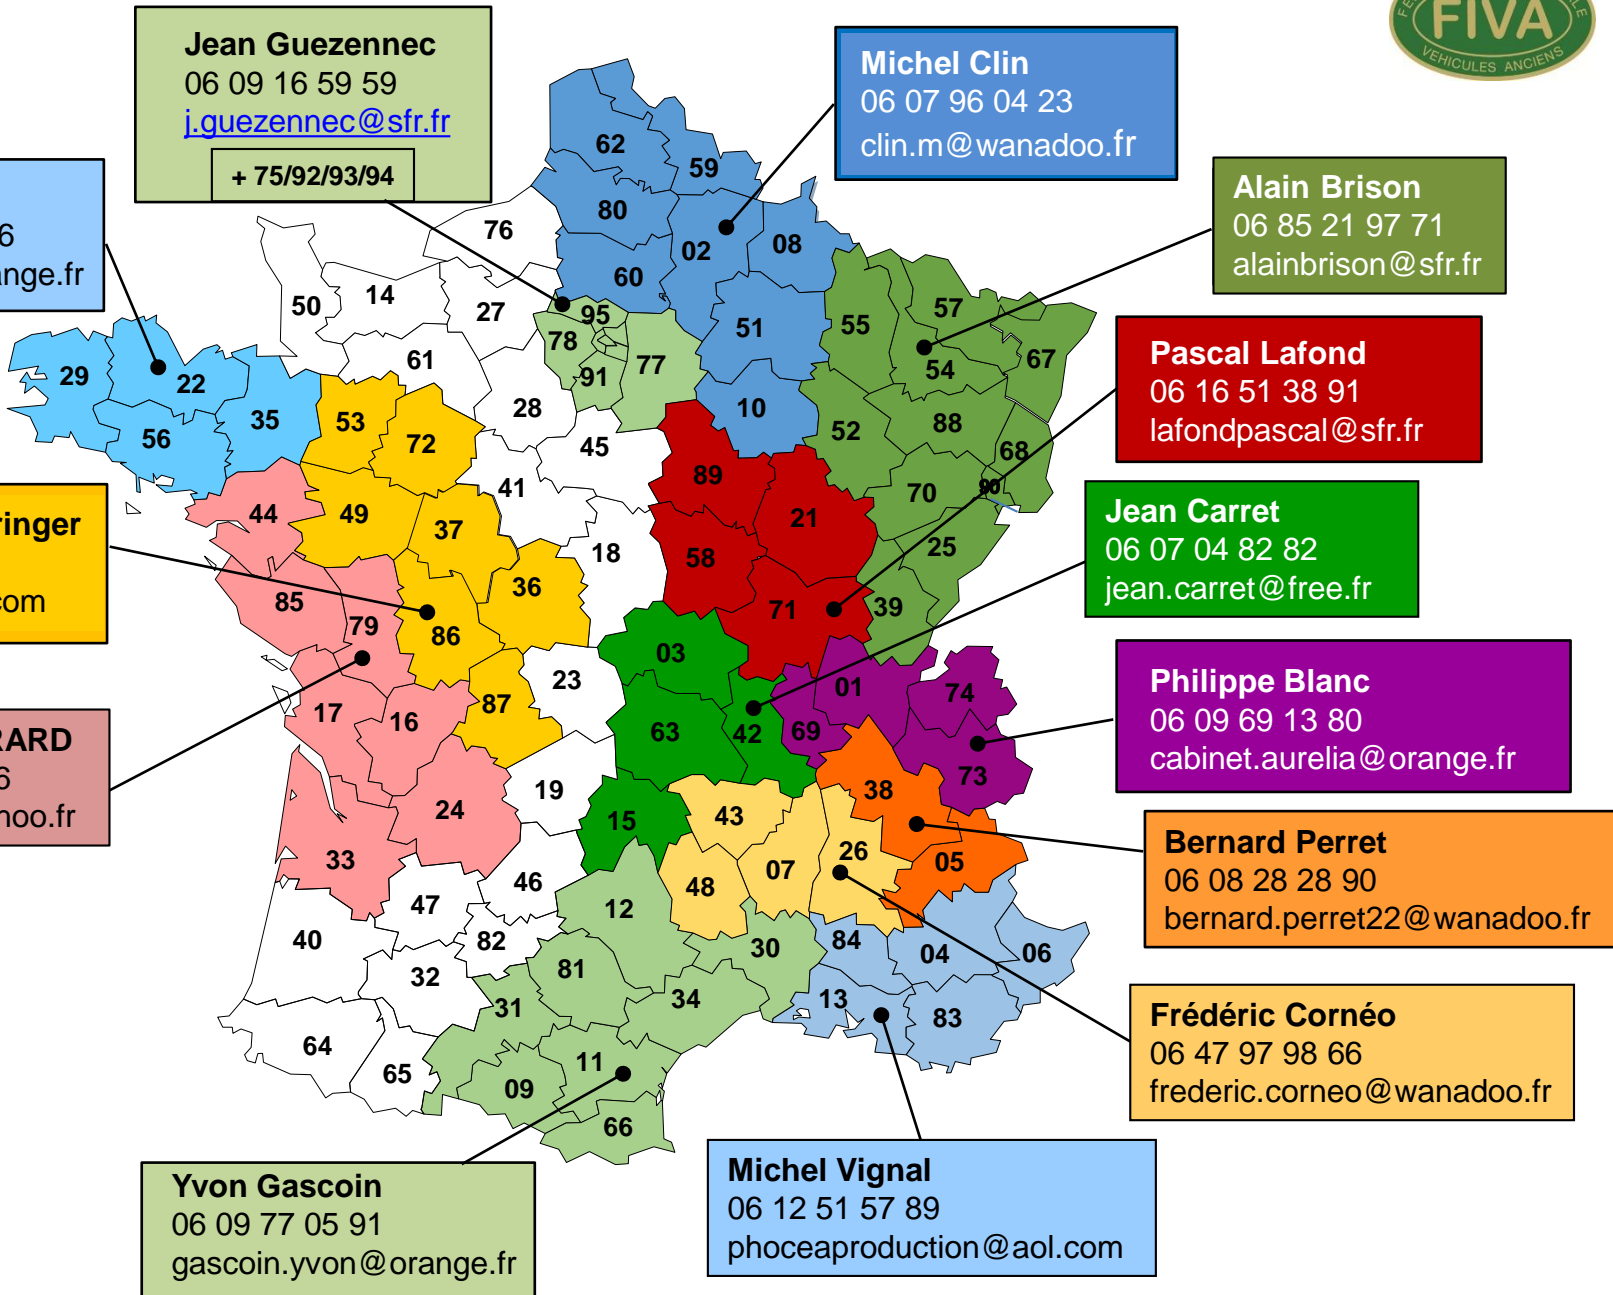 FIVA
VEHICULES ANCIENS
Jean Guezennec
06 09 16 59 59
j.guezennec@sfr.fr
+ 75/92/93/94
Michel Clin
06 07 96 04 23
clin.m@wanadoo.fr
Alain Brison
06 85 21 97 71
alainbrison@sfr.fr
Pascal Lafond
06 16 51 38 91
lafondpascal@sfr.fr
Jean Carret
06 07 04 82 82
jean.carret@free.fr
Philippe Blanc
06 09 69 13 80
cabinet.aurelia@orange.fr
Bernard Perret
06 08 28 28 90
bernard.perret22@wanadoo.fr
Frédéric Cornéo
06 47 97 98 66
frederic.corneo@wanadoo.fr
Michel Vignal
06 12 51 57 89
phoceaproduction@aol.com
Yvon Gascoin
06 09 77 05 91
gascoin.yvon@orange.fr
6
ange.fr
ringer
com
RARD
6
noo.fr
62
59
80
76
02
08
60
50
14
27
95
51
55
57
78
61
77
54
67
29
22
91
28
10
35
53
88
56
72
45
52
68
89
41
70
90
44
49
37
21
18
58
25
36
85
79
86
71
39
03
23
01
74
17
16
87
63
42
69
73
19
38
24
43
15
33
26
05
07
48
46
47
12
40
82
30
84
04
06
32
81
31
34
13
83
64
65
11
09
66